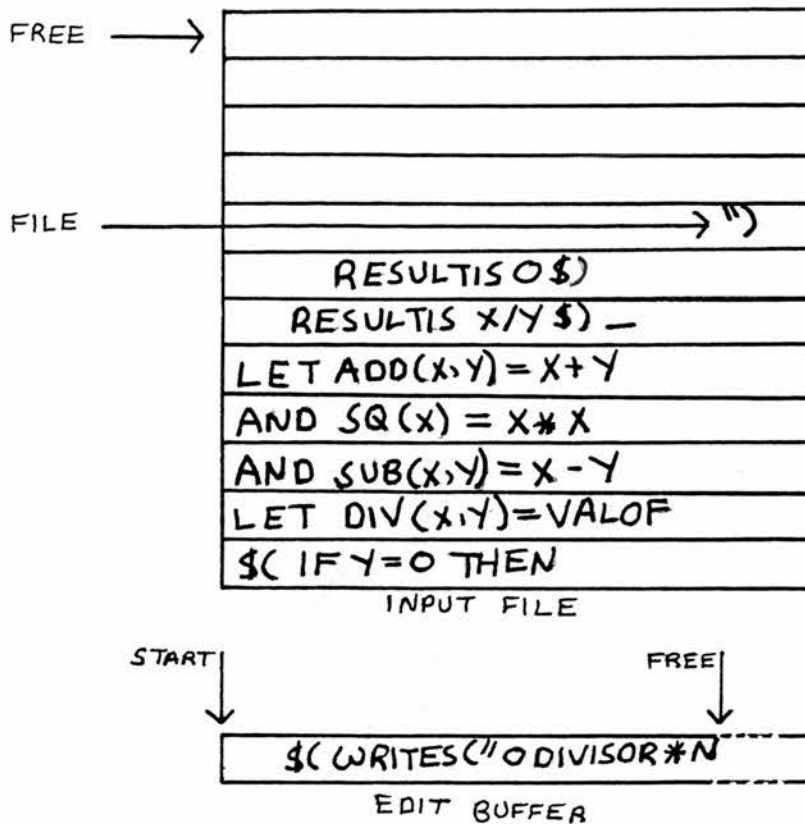 FREE
FILE ")
RESULTIS 0 $)
RESULTIS X/Y $) _
LET ADD(X,Y) = X + Y
AND SQ(X) = X * X
AND SUB(X,Y) = X - Y
LET DIV(X,Y) = VALOF
$( IF Y = 0 THEN
INPUT FILE
START FREE
$( WRITES(" 0 DIVISOR *N
EDIT BUFFER